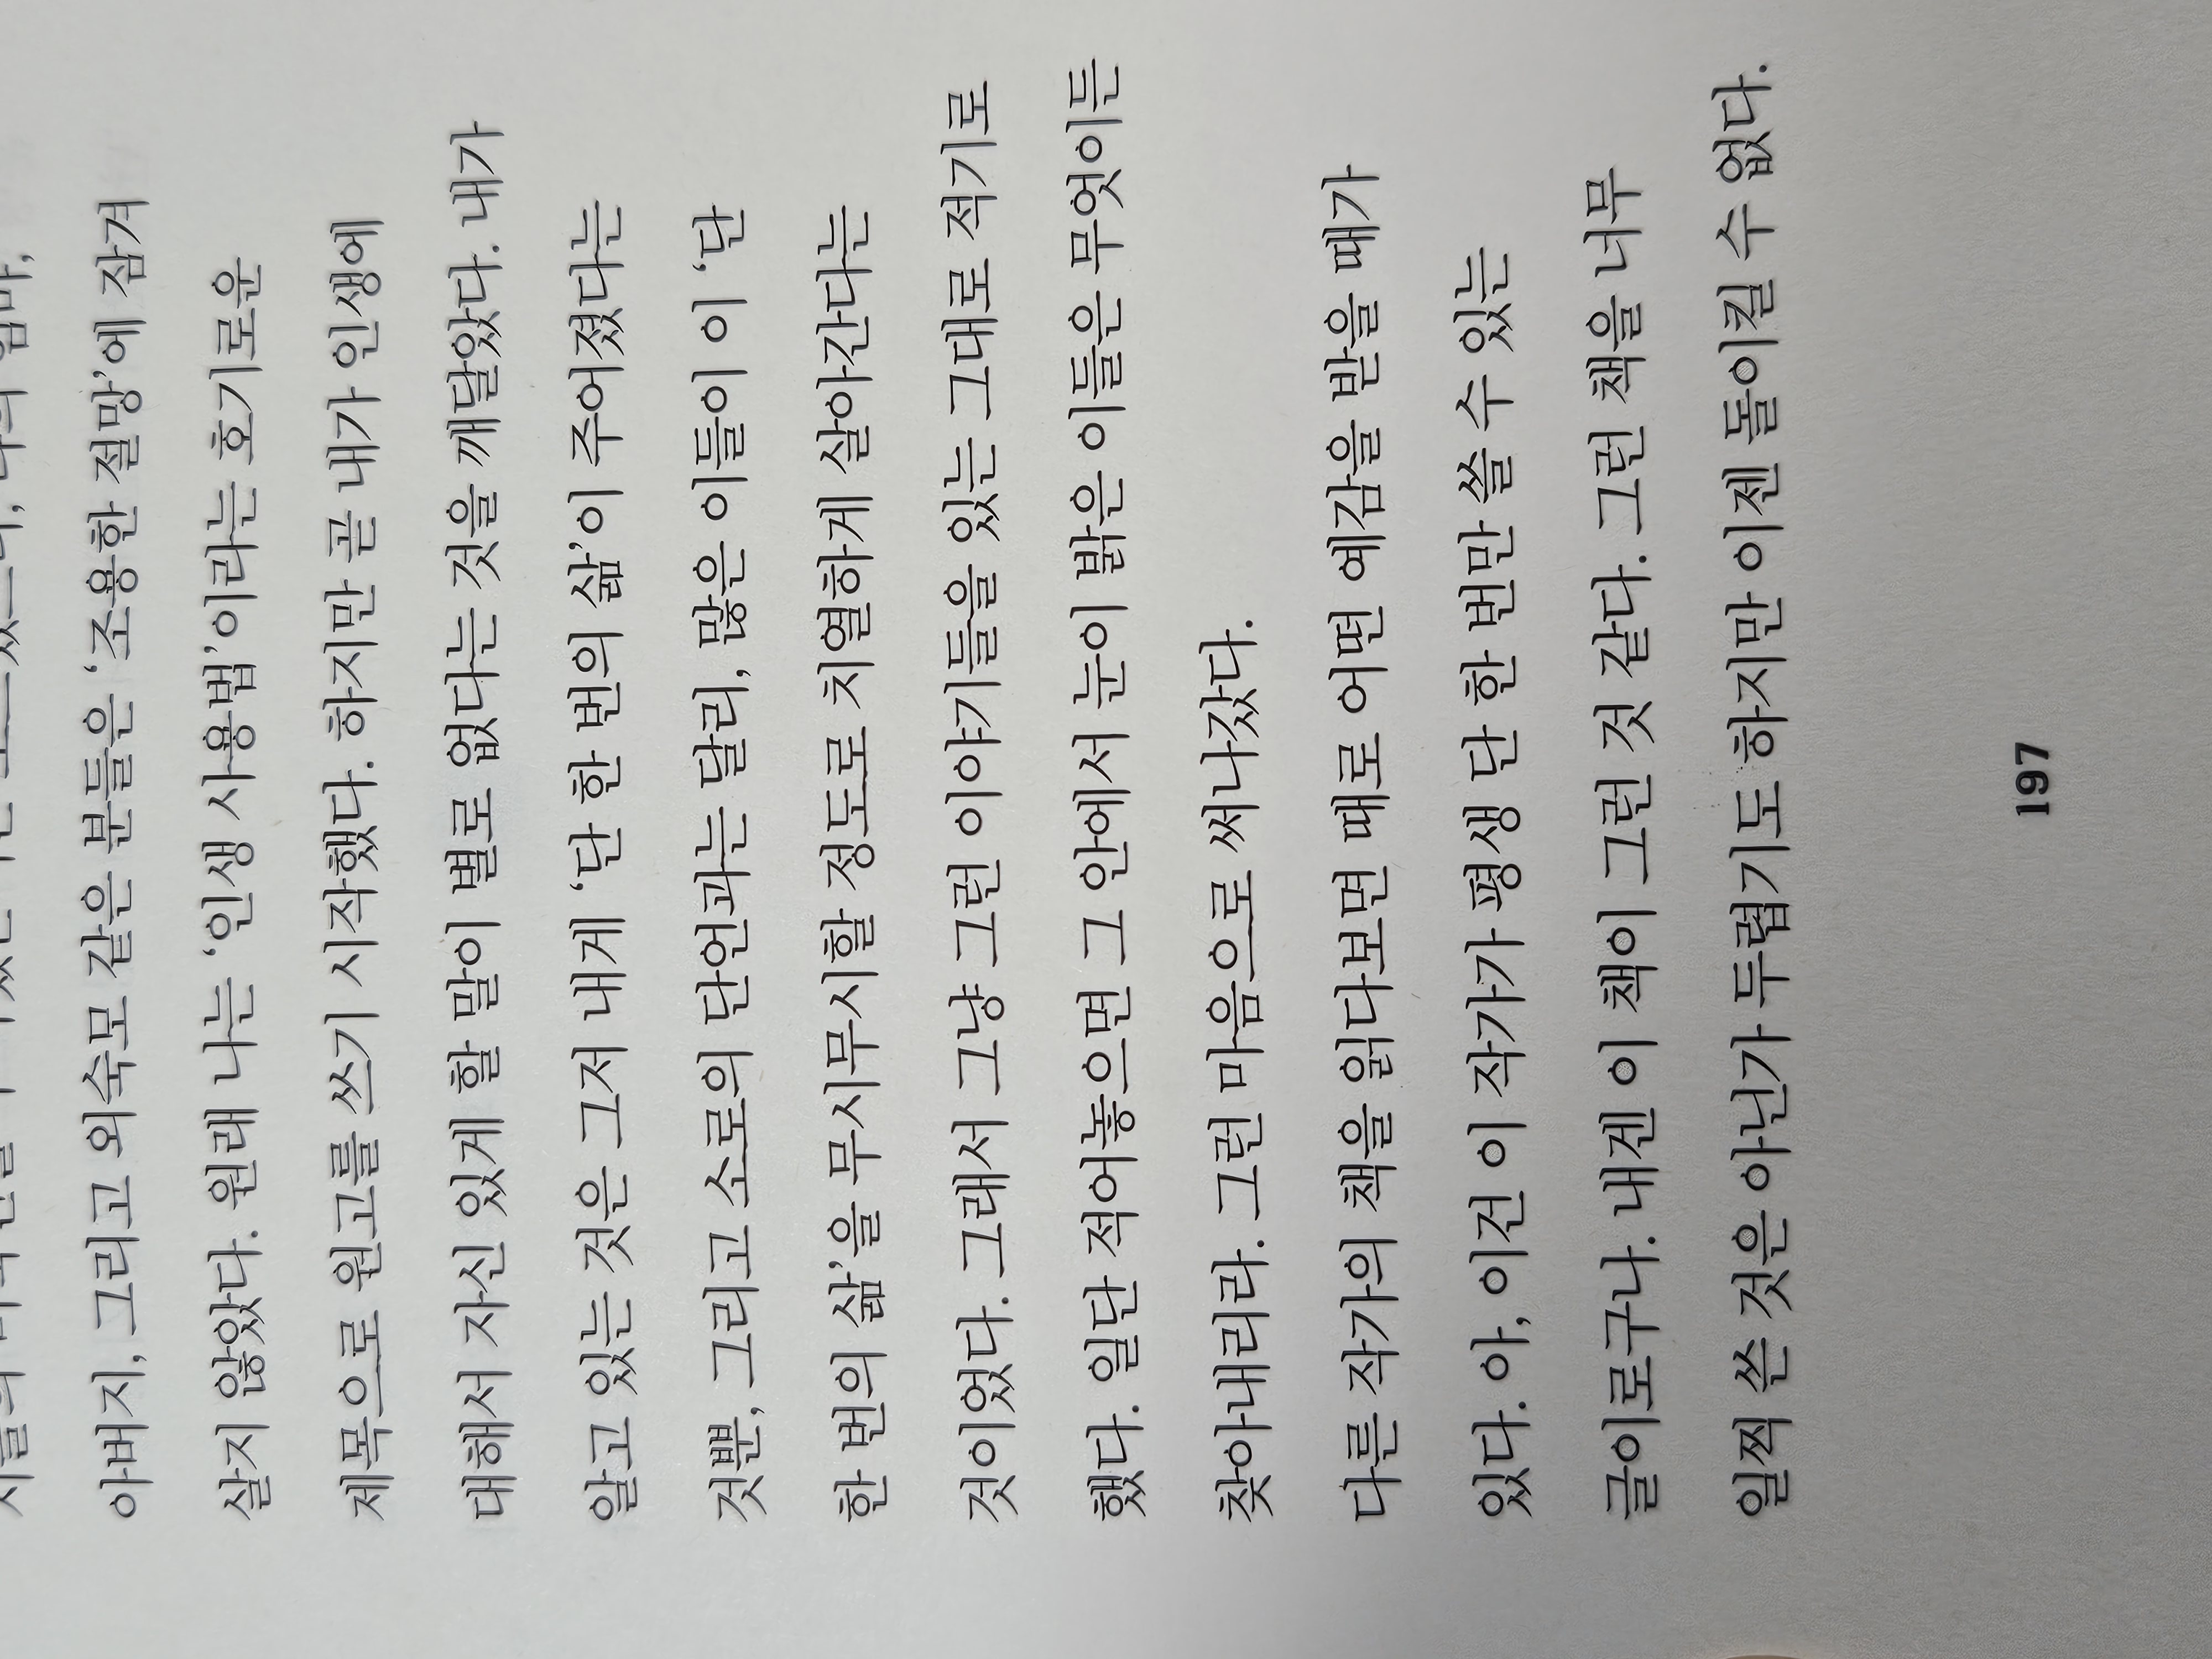 아버지, 그리고 외숙모 같은 분들은 ‘조용한 절망’에 잠겨
살지 않았다. 원래 나는 ‘인생 사용법’이라는 호기로운
제목으로 원고를 쓰기 시작했다. 하지만 곧 내가 인생에
대해서 자신 있게 할 말이 별로 없다는 것을 깨달았다. 내가
알고 있는 것은 그저 내게 ‘단 한 번의 삶’이 주어졌다는
것뿐, 그리고 소로의 단언과는 달리, 많은 이들이 이 ‘단
한 번의 삶’을 무시무시할 정도로 치열하게 살아간다는
것이었다. 그래서 그냥 그런 이야기들을 있는 그대로 적기로
했다. 일단 적어놓으면 그 안에서 눈이 밝은 이들은 무엇이든
찾아내리라. 그런 마음으로 써나갔다.
다른 작가의 책을 읽다보면 때로 어떤 예감을 받을 때가
있다. 아, 이건 이 작가가 평생 단 한 번만 쓸 수 있는
글이로구나. 내겐 이 책이 그런 것 같다. 그런 책을 너무
일찍 쓴 것은 아닌가 두렵기도 하지만 이젠 돌이킬 수 없다.
197